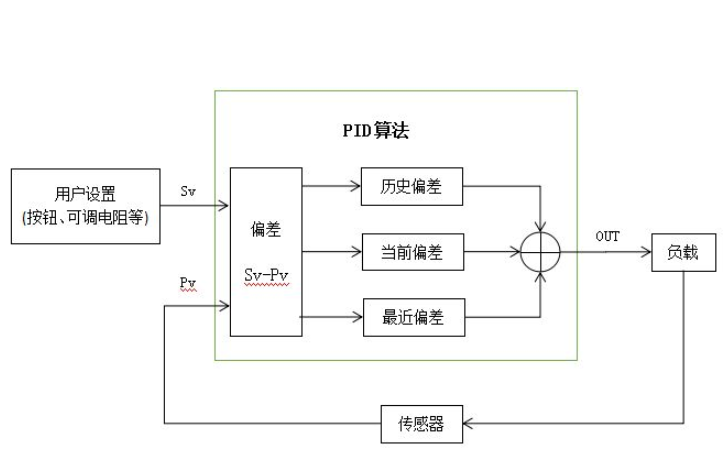 PID算法
用户设置
(按钮、可调电阻等)
Sv
偏差
Sv-Pv
Pv
历史偏差
当前偏差
最近偏差
OUT
负载
传感器